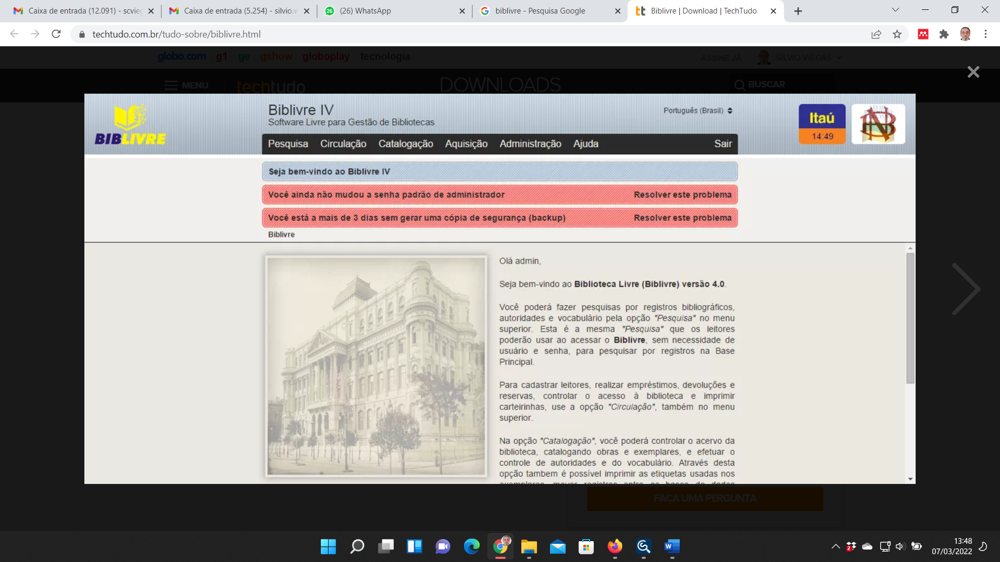 Caixa de entrada (12.091) - scvieg
Caixa de entrada (5.254) - silvio.v
(26) WhatsApp
biblivre - Pesquisa Google
Biblivre | Download | TechTudo
techtudo.com.br/tudo-sobre/biblivre.html
globo.com g1 ge gshow globoplay tecnologia
ASSINE JÁ SILVIO VIEGAS
MENU techtudo DOWNLOADS BUSCAR
BIBLIVRE
Biblivre IV
Software Livre para Gestão de Bibliotecas
Português (Brasil)
Itaú
14:49
Pesquisa Circulação Catalogação Aquisição Administração Ajuda Sair
Seja bem-vindo ao Biblivre IV
Você ainda não mudou a senha padrão de administrador Resolver este problema
Você está a mais de 3 dias sem gerar uma cópia de segurança (backup) Resolver este problema
Biblivre
Olá admin,
Seja bem-vindo ao Biblioteca Livre (Biblivre) versão 4.0.
Você poderá fazer pesquisas por registros bibliográficos,
autoridades e vocabulário pela opção "Pesquisa" no menu
superior. Esta é a mesma "Pesquisa" que os leitores
poderão usar ao acessar o Biblivre, sem necessidade de
usuário e senha, para pesquisar por registros na Base
Principal.
Para cadastrar leitores, realizar empréstimos, devoluções e
reservas, controlar o acesso à biblioteca e imprimir
carteirinhas, use a opção "Circulação", também no menu
superior.
Na opção "Catalogação", você poderá controlar o acervo da
biblioteca, catalogando obras e exemplares, e efetuar o
controle de autoridades e do vocabulário. Através desta
opção tambem é possível imprimir as etiquetas usadas nos
exemplares, mover registros entre as bases de dados
FAÇA UMA PERGUNTA
13:48
07/03/2022